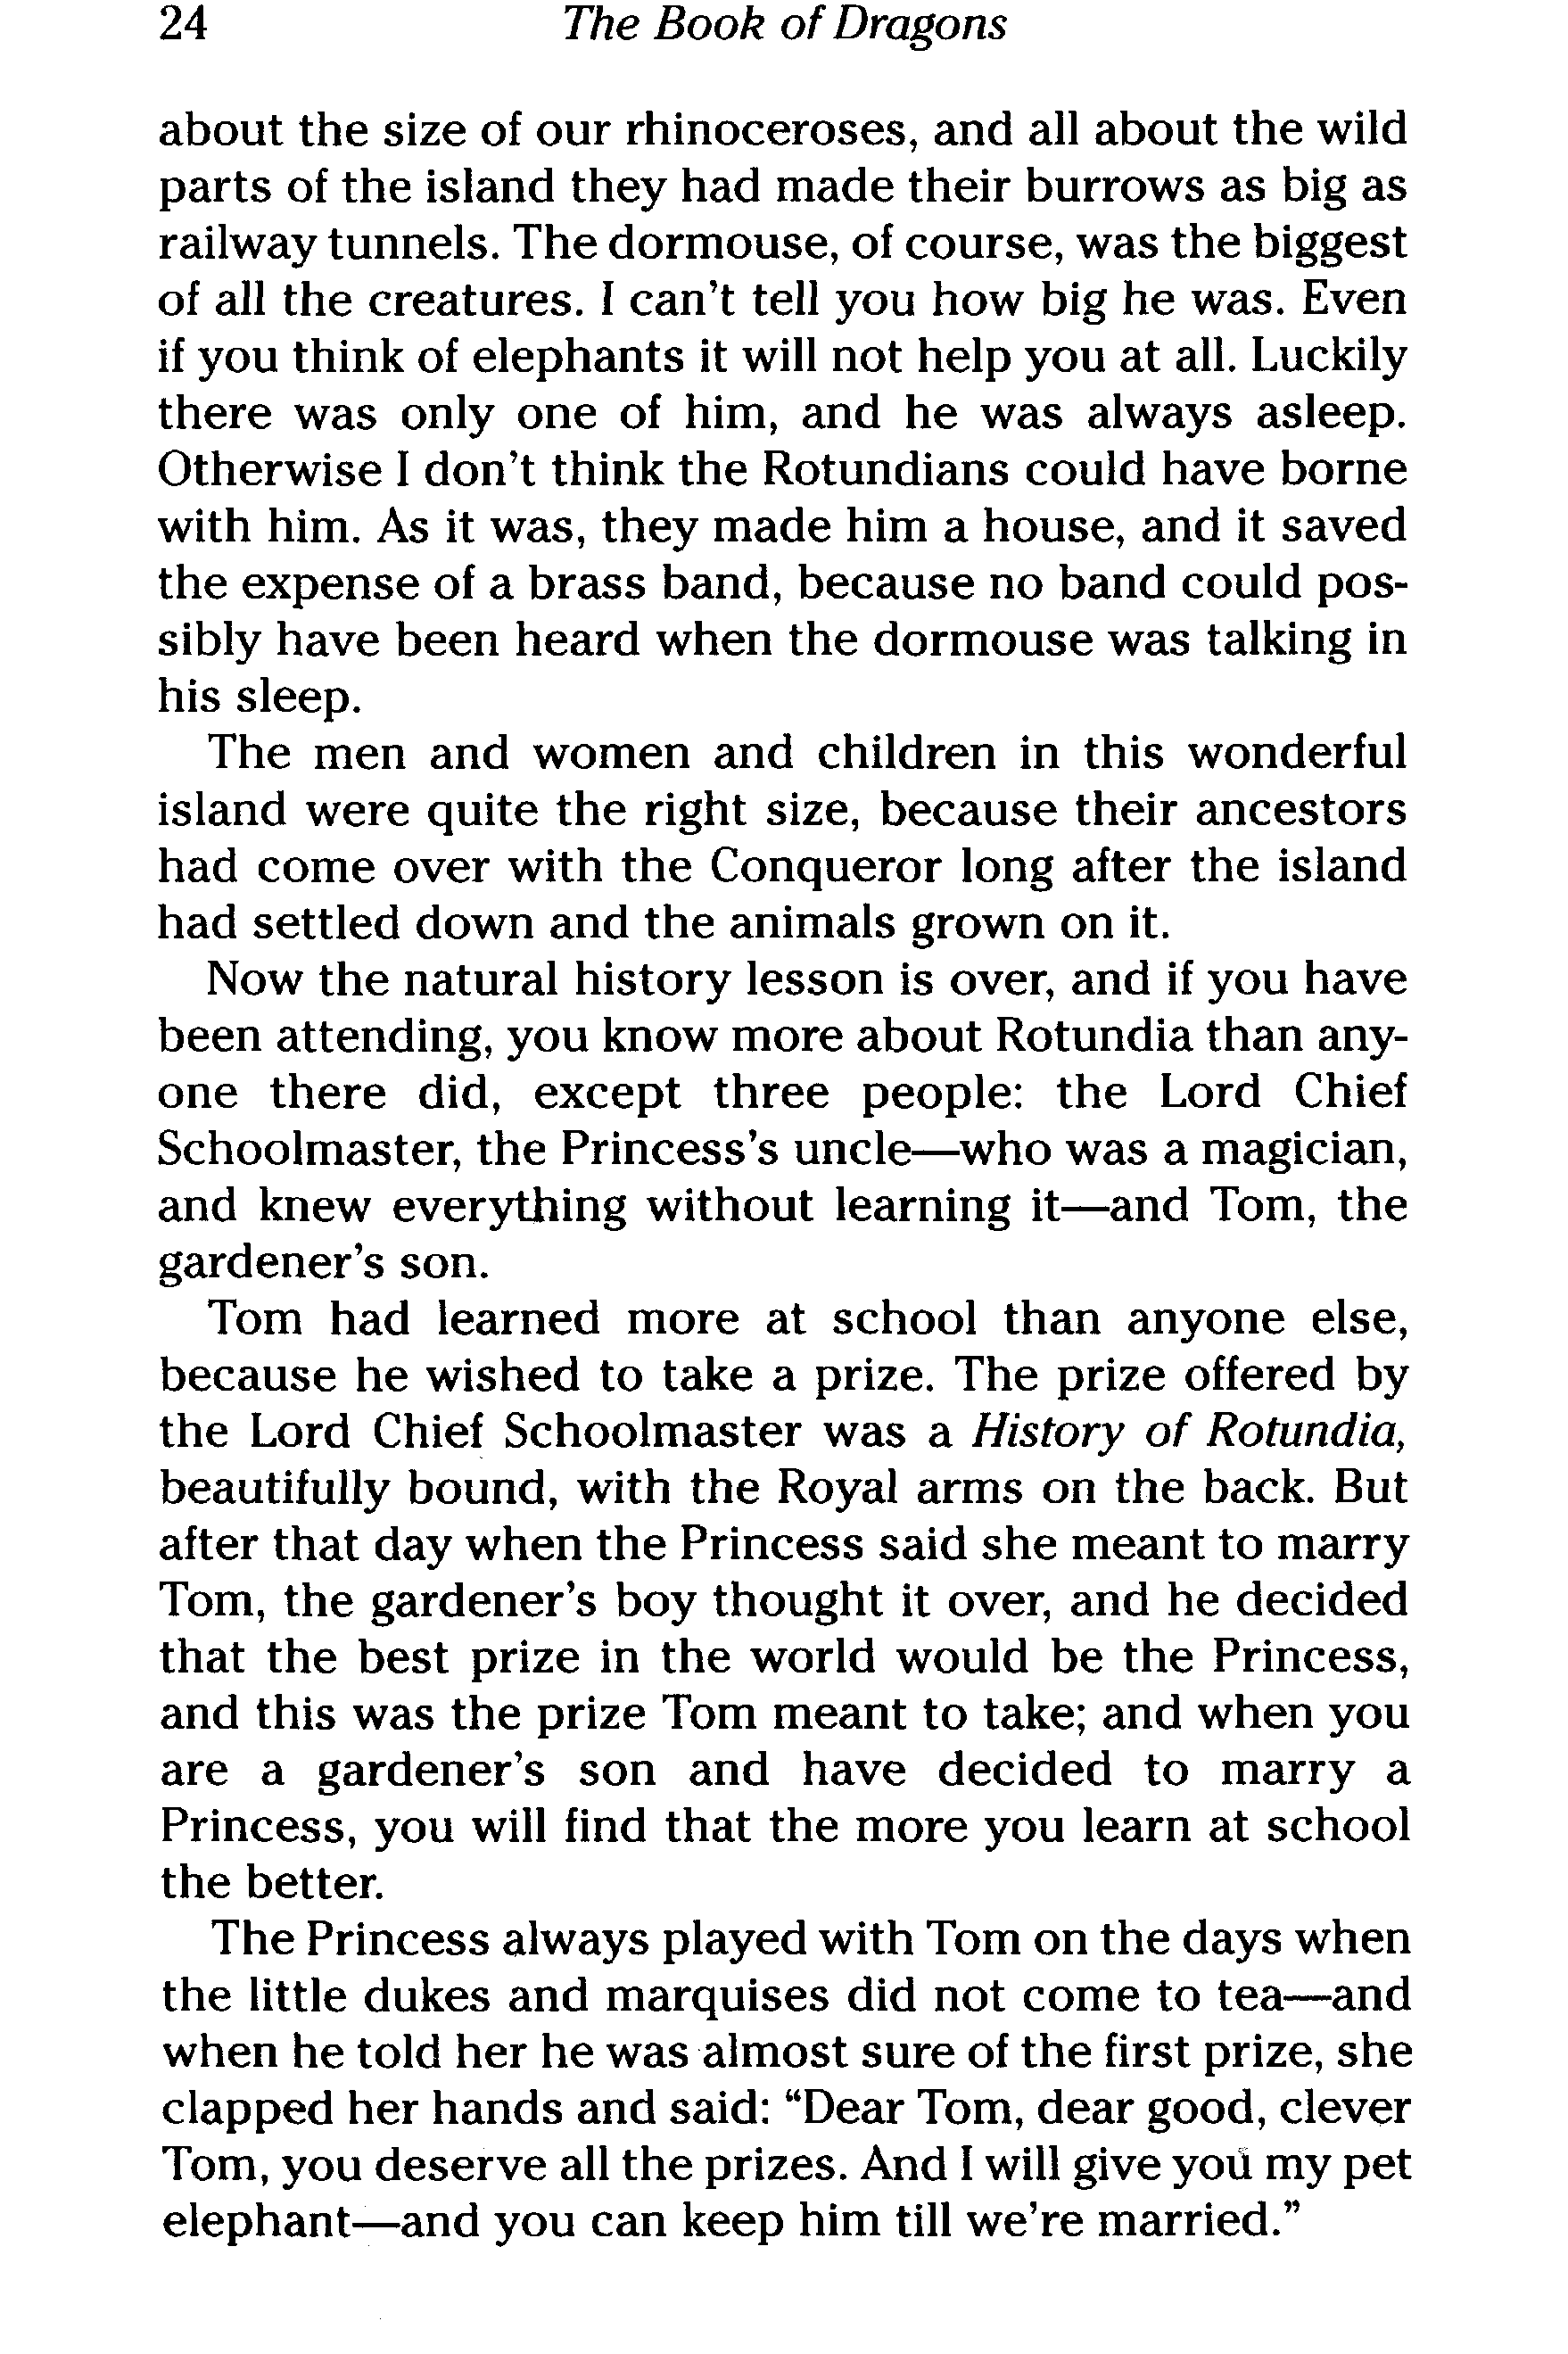 24 The Book of Dragons
about the size of our rhinoceroses, and all about the wild
parts of the island they had made their burrows as big as
railway tunnels. The dormouse, of course, was the biggest
of all the creatures. I can't tell you how big he was. Even
if you think of elephants it will not help you at all. Luckily
there was only one of him, and he was always asleep.
Otherwise I don't think the Rotundians could have borne
with him. As it was, they made him a house, and it saved
the expense of a brass band, because no band could pos-
sibly have been heard when the dormouse was talking in
his sleep.
The men and women and children in this wonderful
island were quite the right size, because their ancestors
had come over with the Conqueror long after the island
had settled down and the animals grown on it.
Now the natural history lesson is over, and if you have
been attending, you know more about Rotundia than any-
one there did, except three people: the Lord Chief
Schoolmaster, the Princess's uncle—who was a magician,
and knew everything without learning it—and Tom, the
gardener's son.
Tom had learned more at school than anyone else,
because he wished to take a prize. The prize offered by
the Lord Chief Schoolmaster was a History of Rotundia,
beautifully bound, with the Royal arms on the back. But
after that day when the Princess said she meant to marry
Tom, the gardener's boy thought it over, and he decided
that the best prize in the world would be the Princess,
and this was the prize Tom meant to take; and when you
are a gardener's son and have decided to marry a
Princess, you will find that the more you learn at school
the better.
The Princess always played with Tom on the days when
the little dukes and marquises did not come to tea—and
when he told her he was almost sure of the first prize, she
clapped her hands and said: “Dear Tom, dear good, clever
Tom, you deserve all the prizes. And I will give you my pet
elephant—and you can keep him till we're married.”